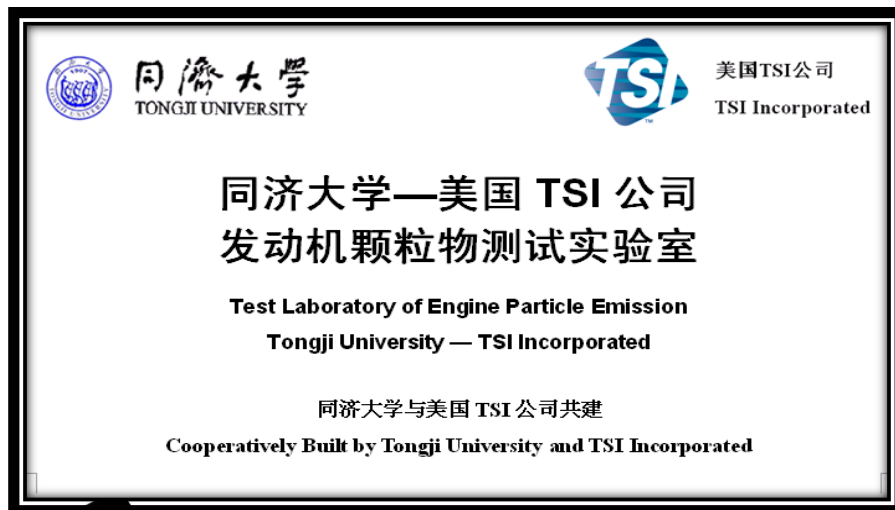 同濟大学
TONGJI UNIVERSITY
1907
TSI
TM
美国TSI公司
TSI Incorporated
同济大学—美国 TSI 公司
发动机颗粒物测试实验室
Test Laboratory of Engine Particle Emission
Tongji University — TSI Incorporated
同济大学与美国 TSI 公司共建
Cooperatively Built by Tongji University and TSI Incorporated